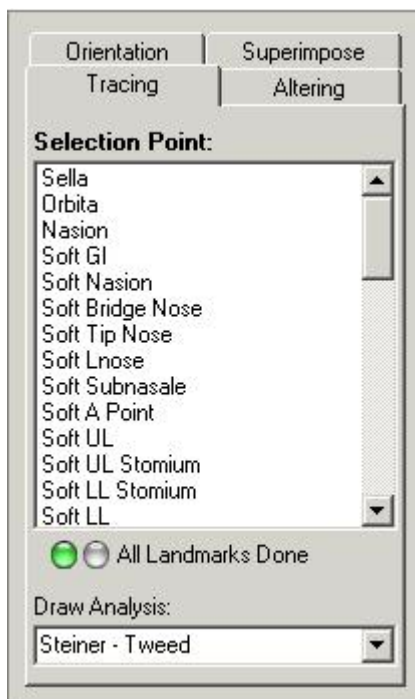 Orientation Superimpose
Tracing Altering
Selection Point:
Sella
Orbita
Nasion
Soft Gl
Soft Nasion
Soft Bridge Nose
Soft Tip Nose
Soft Lnose
Soft Subnasale
Soft A Point
Soft UL
Soft UL Stomium
Soft LL Stomium
Soft LL
All Landmarks Done
Draw Analysis:
Steiner - Tweed